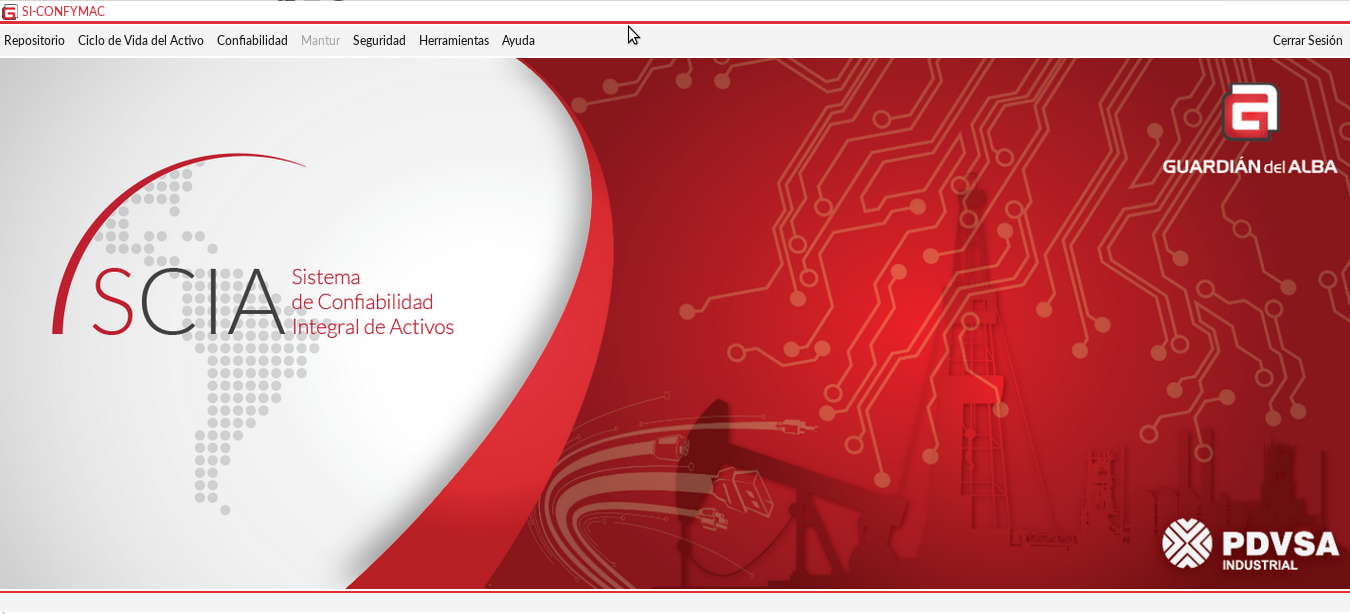 SI-CONFYMAC
Repositorio Ciclo de Vida del Activo Confiabilidad Mantur Seguridad Herramientas Ayuda Cerrar Sesión
GUARDIÁN del ALBA
SCIA
Sistema
de Confiabilidad
Integral de Activos
PDVSA
INDUSTRIAL